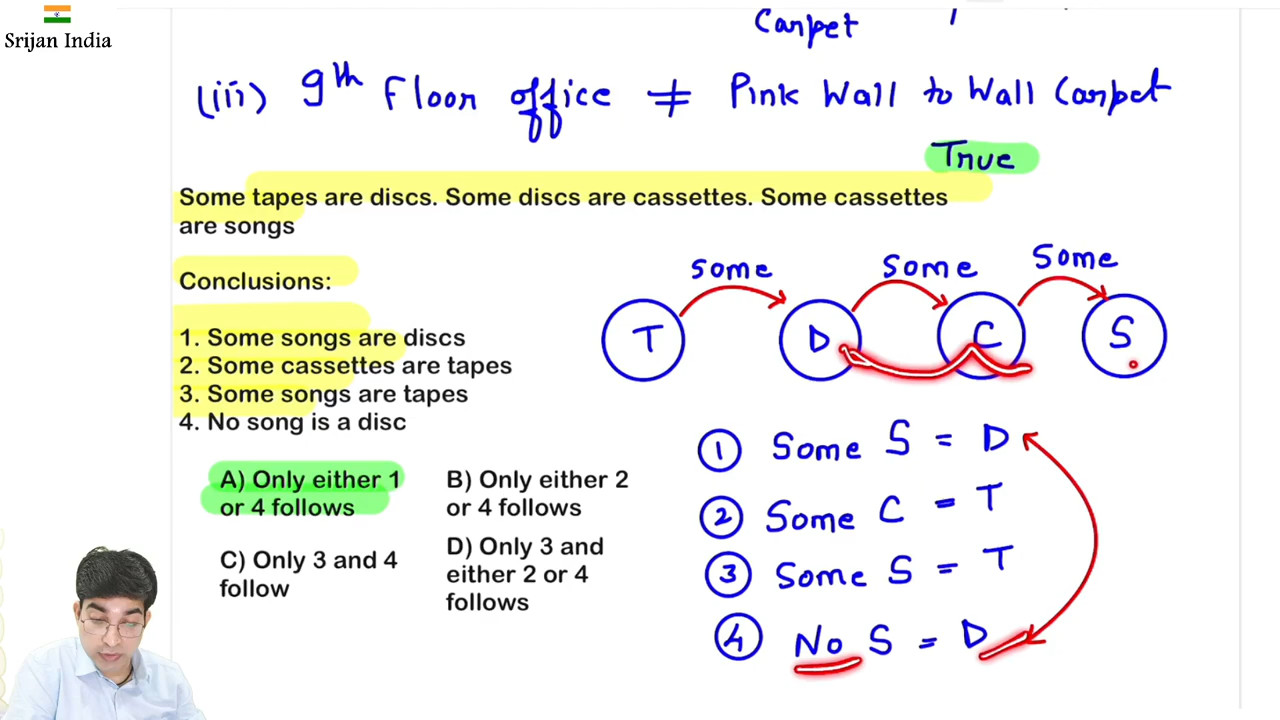 Srijan India
Carpet
(iii) 9th Floor office ≠ Pink Wall to Wall Carpet
True
Some tapes are discs. Some discs are cassettes. Some cassettes
are songs
Conclusions:
1. Some songs are discs
2. Some cassettes are tapes
3. Some songs are tapes
4. No song is a disc
A) Only either 1
or 4 follows
B) Only either 2
or 4 follows
C) Only 3 and 4
follow
D) Only 3 and
either 2 or 4
follows
some some some
T D C S
1 Some S = D
2 Some C = T
3 Some S = T
4 No S = D